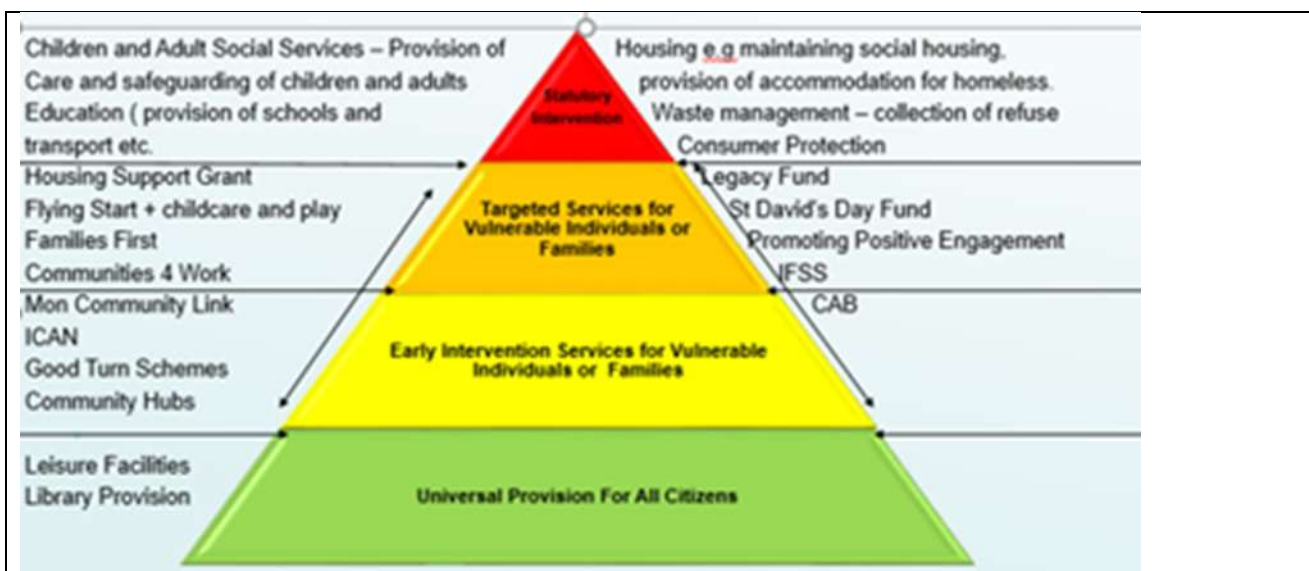 Children and Adult Social Services – Provision of
Care and safeguarding of children and adults
Education ( provision of schools and
transport etc.
Housing Support Grant
Flying Start + childcare and play
Families First
Communities 4 Work
Mon Community Link
ICAN
Good Turn Schemes
Community Hubs
Leisure Facilities
Library Provision
Statutory
Intervention
Targeted Services for
Vulnerable Individuals or
Families
Early Intervention Services for Vulnerable
Individuals or Families
Universal Provision For All Citizens
Housing e.g maintaining social housing,
provision of accommodation for homeless.
Waste management – collection of refuse
Consumer Protection
Legacy Fund
St David's Day Fund
Promoting Positive Engagement
IFSS
CAB